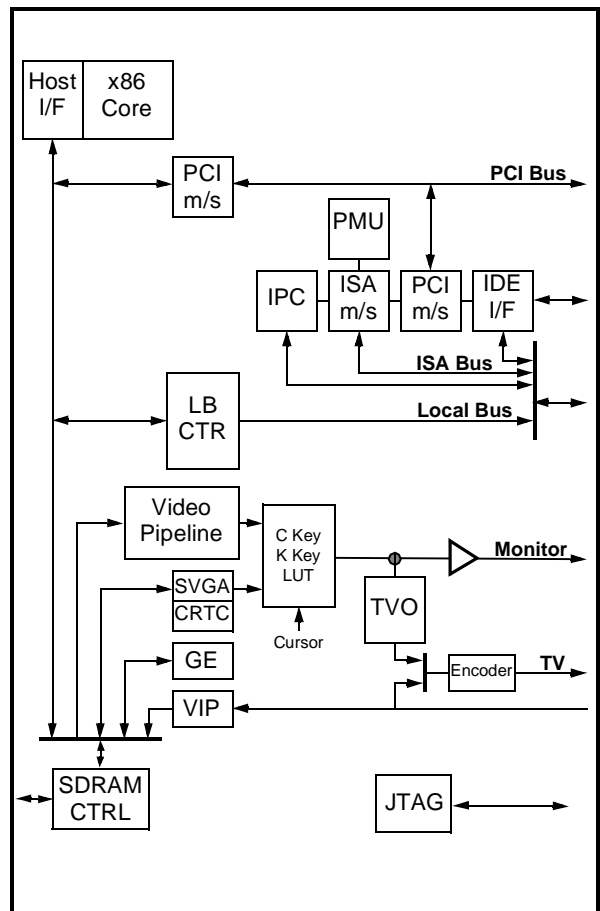 Host
I/F
x86
Core
PCI
m/s
PCI Bus
PMU
IPC
ISA
m/s
PCI
m/s
IDE
I/F
ISA Bus
LB
CTR
Local Bus
Video
Pipeline
C Key
K Key
LUT
Monitor
SVGA
CRTC
Cursor
TVO
GE
Encoder
TV
VIP
SDRAM
CTRL
JTAG